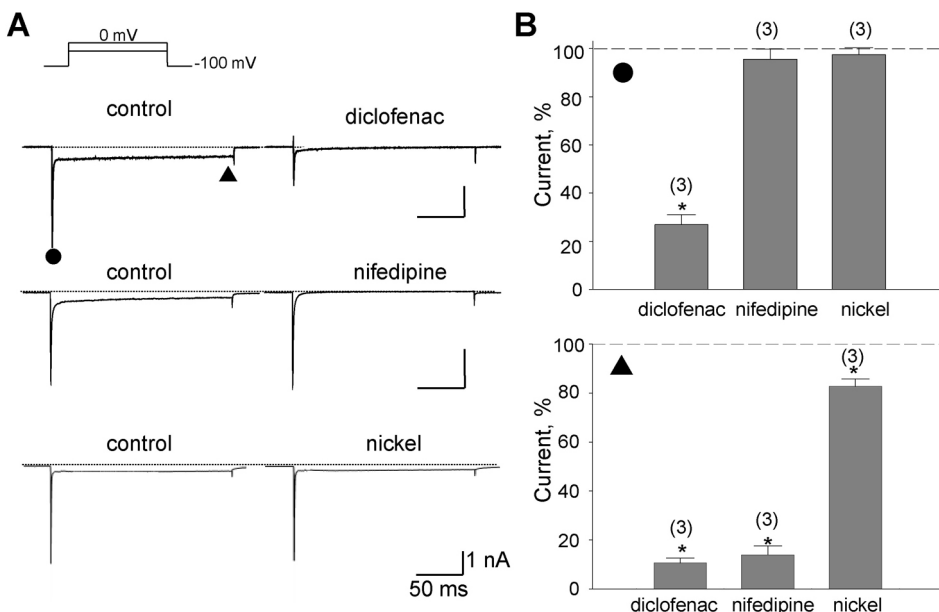 A
0 mV
-100 mV
control
diclofenac
control
nifedipine
control
nickel
1 nA
50 ms
B
(3)
(3)
100
80
60
40
20
0
Current, %
(3)
*
diclofenac
nifedipine
nickel
100
80
60
40
20
0
Current, %
(3)
*
(3)
*
(3)
*
diclofenac
nifedipine
nickel